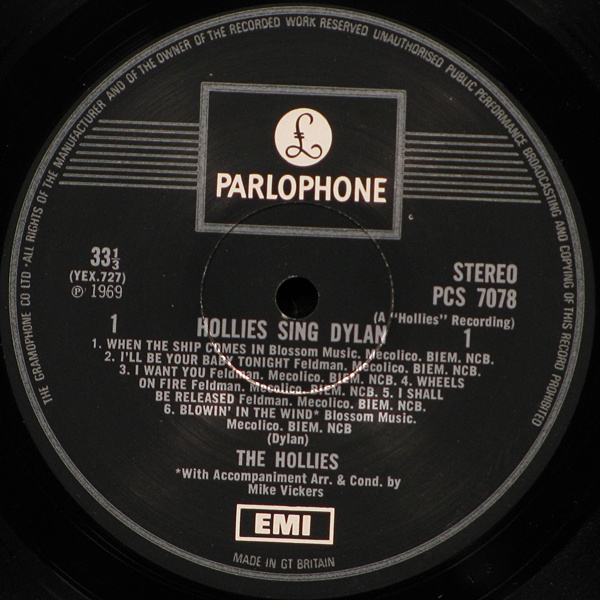 THE GRAMOPHONE CO LTD · ALL RIGHTS OF THE MANUFACTURER AND OF THE OWNER OF THE RECORDED WORK RESERVED UNAUTHORISED PUBLIC PERFORMANCE BROADCASTING AND COPYING OF THIS RECORD PROHIBITED
£
PARLOPHONE
33⅓
(YEX.727)
℗ 1969
STEREO
PCS 7078
(A "Hollies" Recording)
1 HOLLIES SING DYLAN 1
1. WHEN THE SHIP COMES IN Blossom Music. Mecolico. BIEM. NCB.
2. I'LL BE YOUR BABY TONIGHT Feldman. Mecolico. BIEM. NCB.
3. I WANT YOU Feldman. Mecolico. BIEM. NCB. 4. WHEELS
ON FIRE Feldman. Mecolico. BIEM. NCB. 5. I SHALL
BE RELEASED Feldman. Mecolico. BIEM. NCB.
6. BLOWIN' IN THE WIND* Blossom Music.
Mecolico. BIEM. NCB
(Dylan)
THE HOLLIES
*With Accompaniment Arr. & Cond. by
Mike Vickers
EMI
MADE IN GT BRITAIN